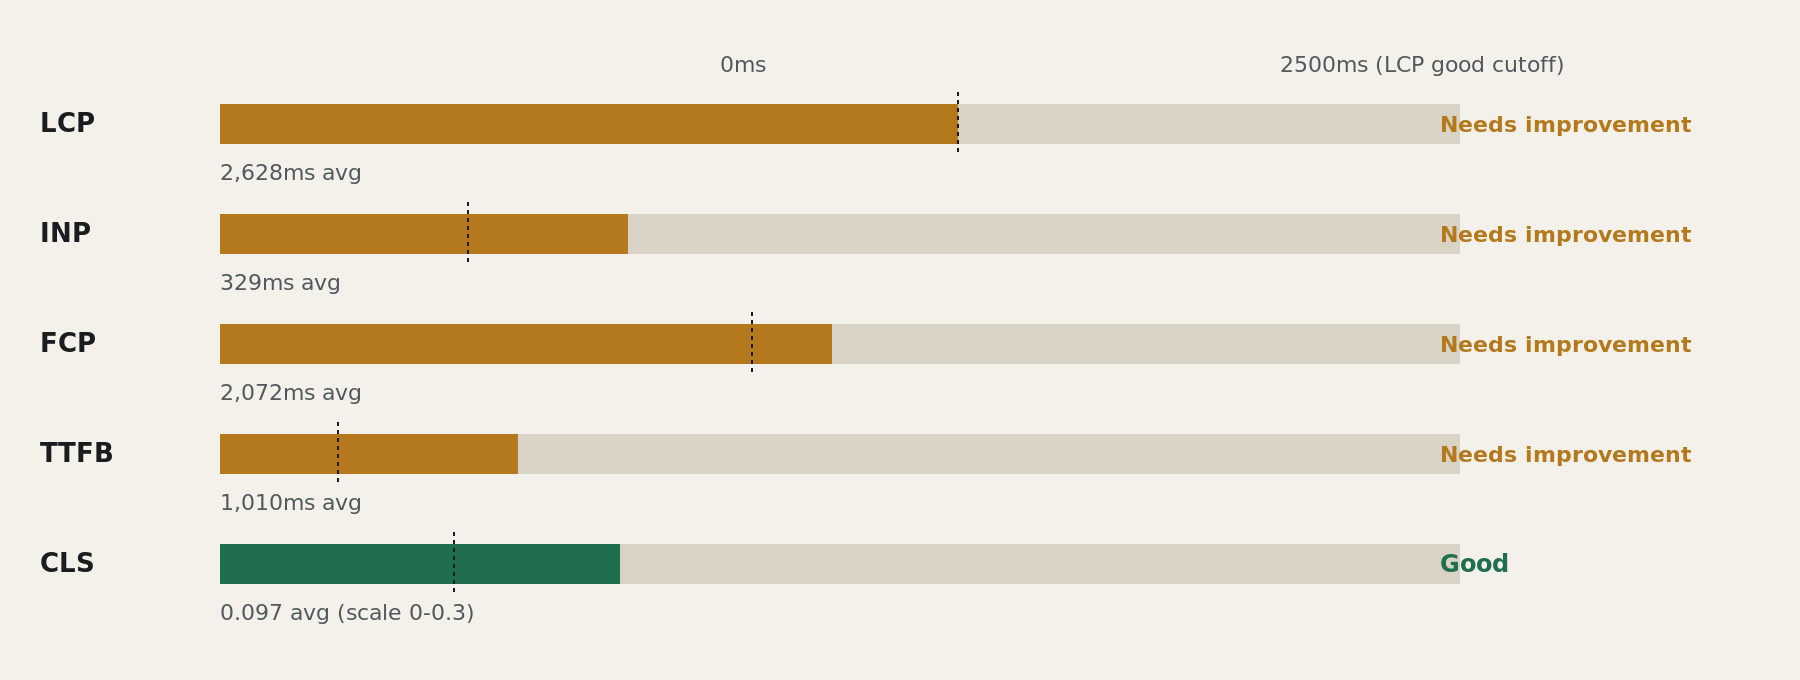 0ms 2500ms (LCP good cutoff)
LCP Needs improvement
2,628ms avg
INP Needs improvement
329ms avg
FCP Needs improvement
2,072ms avg
TTFB Needs improvement
1,010ms avg
CLS Good
0.097 avg (scale 0-0.3)